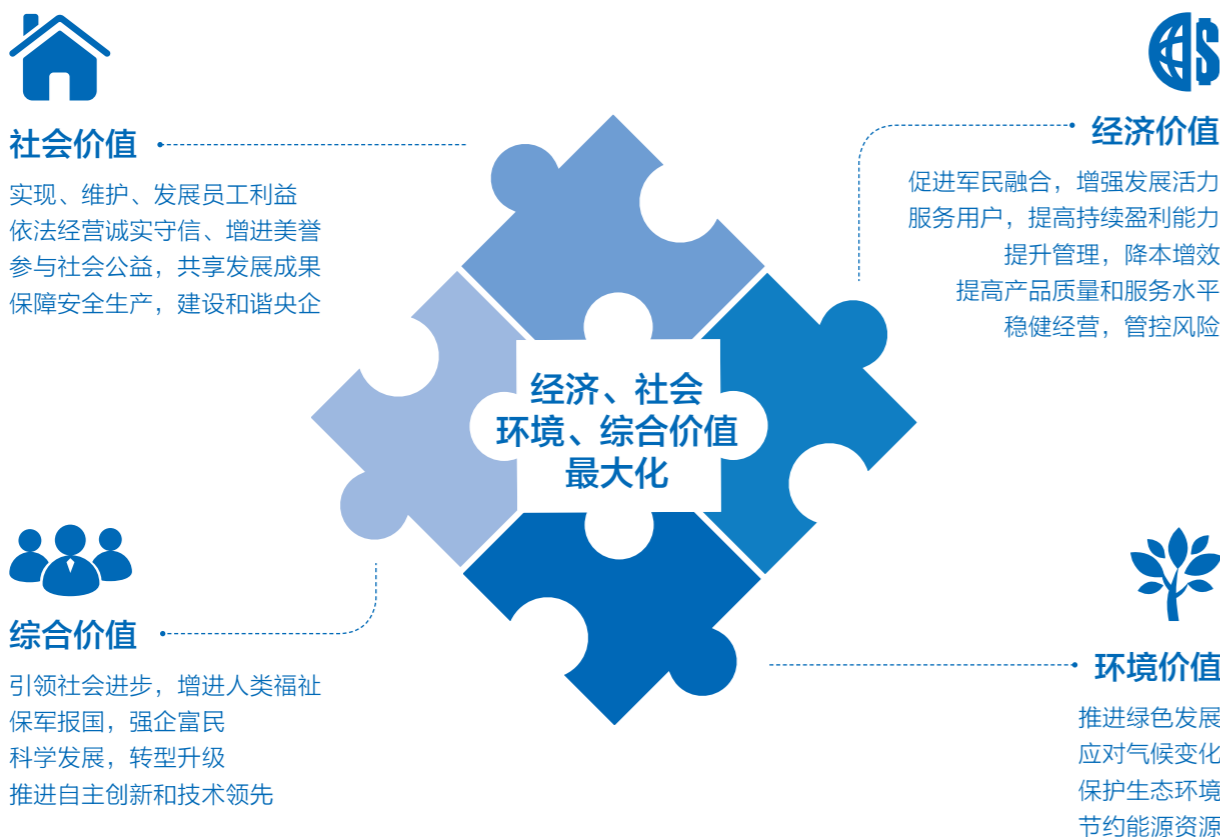 社会价值
实现、维护、发展员工利益
依法经营诚实守信、增进美誉
参与社会公益，共享发展成果
保障安全生产，建设和谐央企
经济价值
促进军民融合，增强发展活力
服务用户，提高持续盈利能力
提升管理，降本增效
提高产品质量和服务水平
稳健经营，管控风险
经济、社会
环境、综合价值
最大化
综合价值
引领社会进步，增进人类福祉
保军报国，强企富民
科学发展，转型升级
推进自主创新和技术领先
环境价值
推进绿色发展
应对气候变化
保护生态环境
节约能源资源